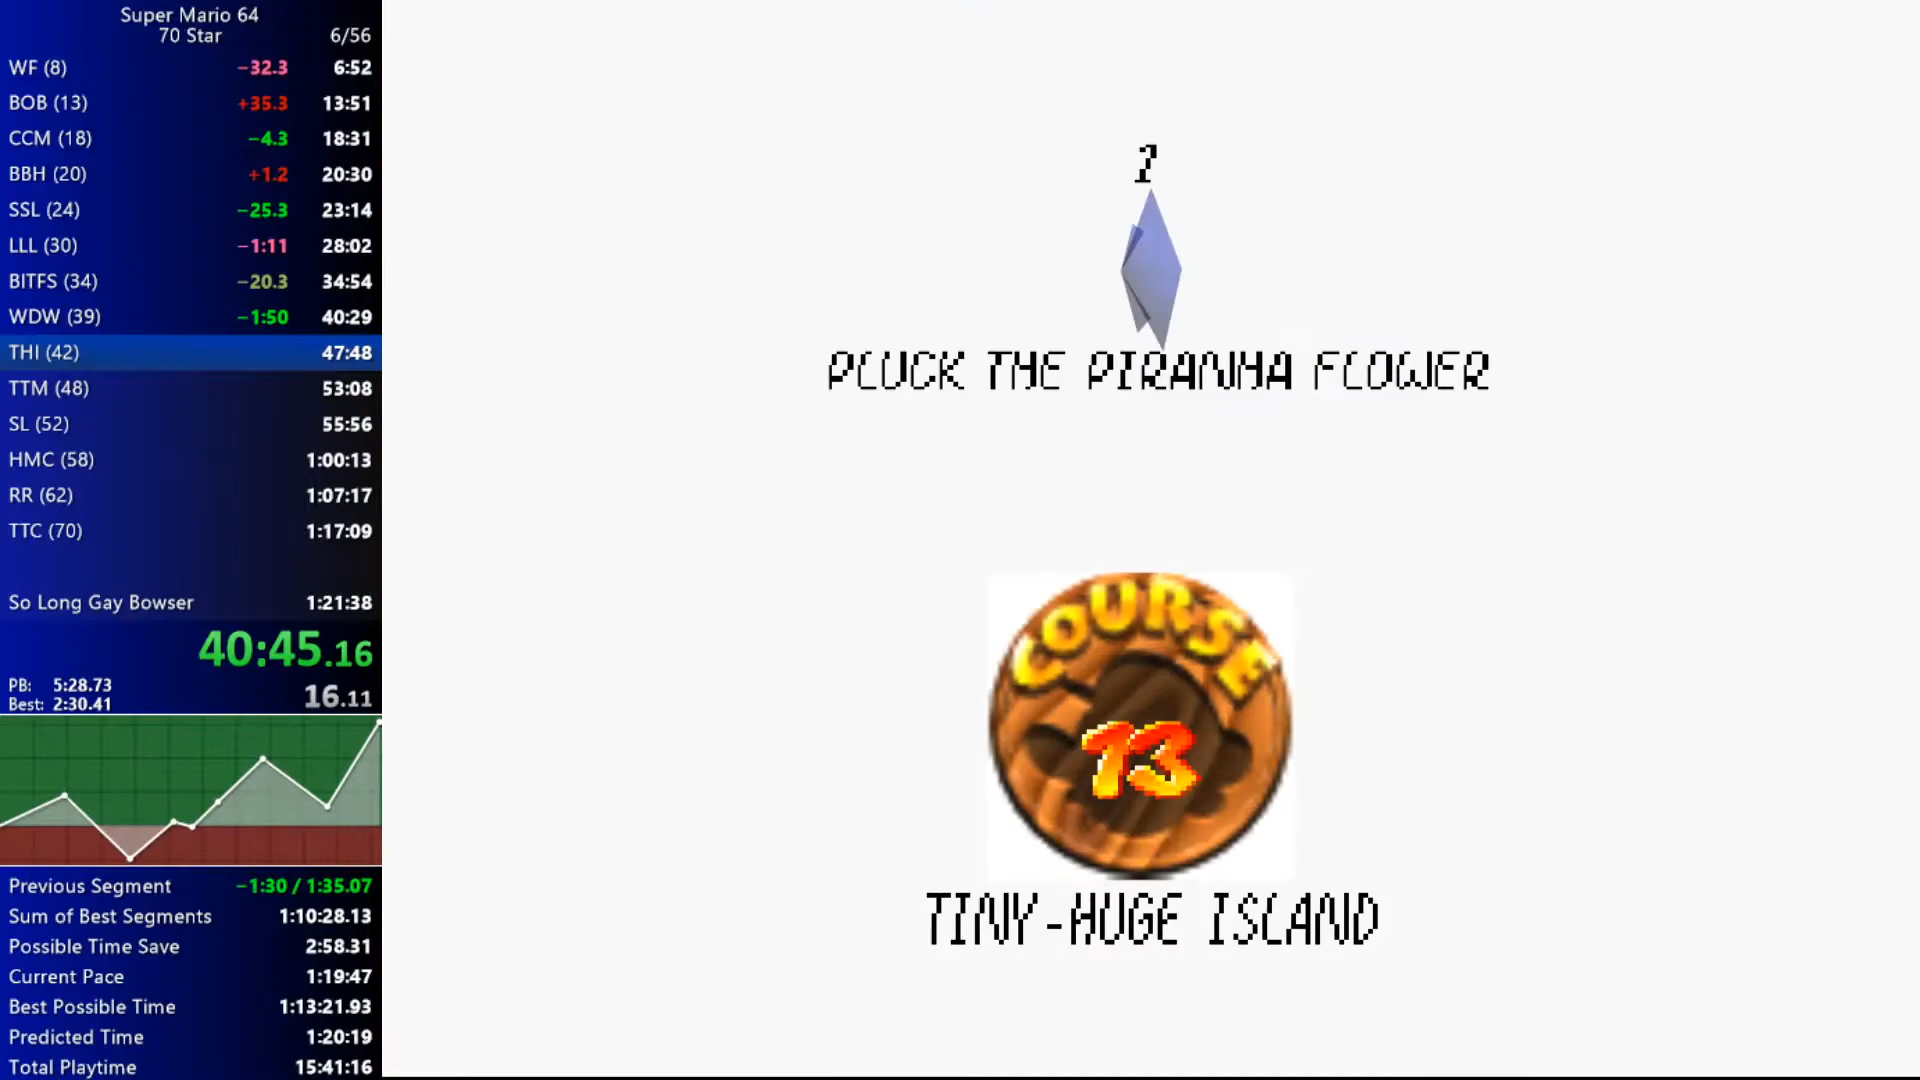 Super Mario 64
70 Star 6/56
WF (8) −32.3 6:52
BOB (13) +35.3 13:51
CCM (18) −4.3 18:31
BBH (20) +1.2 20:30
SSL (24) −25.3 23:14
LLL (30) −1:11 28:02
BITFS (34) −20.3 34:54
WDW (39) −1:50 40:29
THI (42) 47:48
TTM (48) 53:08
SL (52) 55:56
HMC (58) 1:00:13
RR (62) 1:07:17
TTC (70) 1:17:09
So Long Gay Bowser 1:21:38
40:45.16
PB: 5:28.73
Best: 2:30.41
16.11
Previous Segment −1:30 / 1:35.07
Sum of Best Segments 1:10:28.13
Possible Time Save 2:58.31
Current Pace 1:19:47
Best Possible Time 1:13:21.93
Predicted Time 1:20:19
Total Playtime 15:41:16
1
PLUCK THE PIRANHA FLOWER
COURSE
13
TINY-HUGE ISLAND